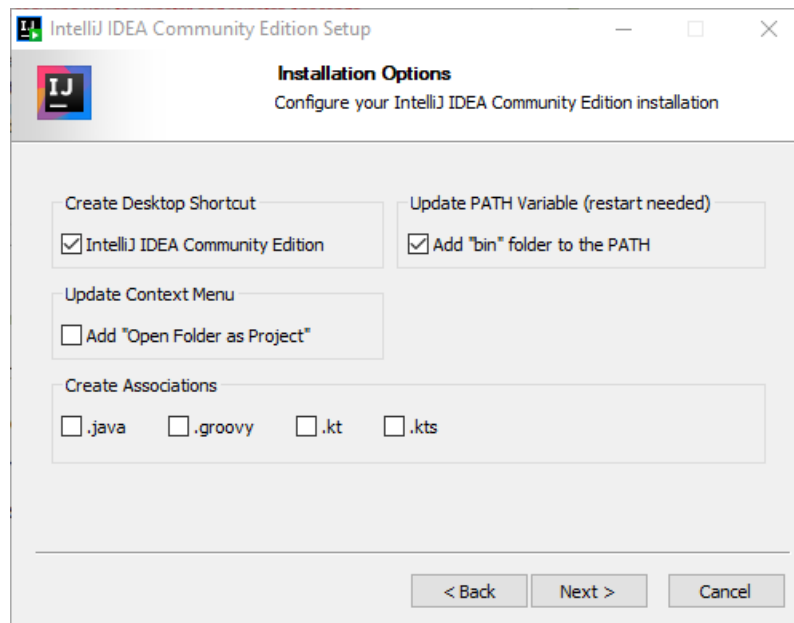 IntelliJ IDEA Community Edition Setup
IJ
Installation Options
Configure your IntelliJ IDEA Community Edition installation
Create Desktop Shortcut
IntelliJ IDEA Community Edition
Update PATH Variable (restart needed)
Add "bin" folder to the PATH
Update Context Menu
Add "Open Folder as Project"
Create Associations
.java .groovy .kt .kts
< Back Next > Cancel